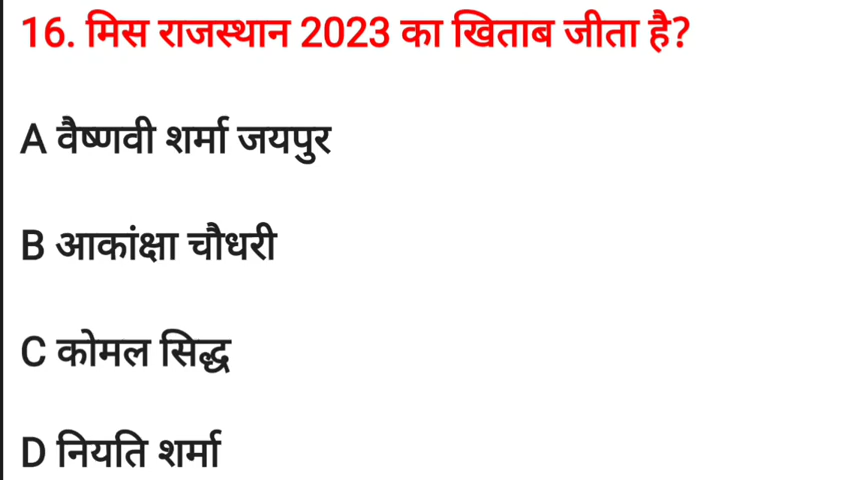 16. मिस राजस्थान 2023 का खिताब जीता है?
A वैष्णवी शर्मा जयपुर
B आकांक्षा चौधरी
C कोमल सिद्ध
D नियति शर्मा